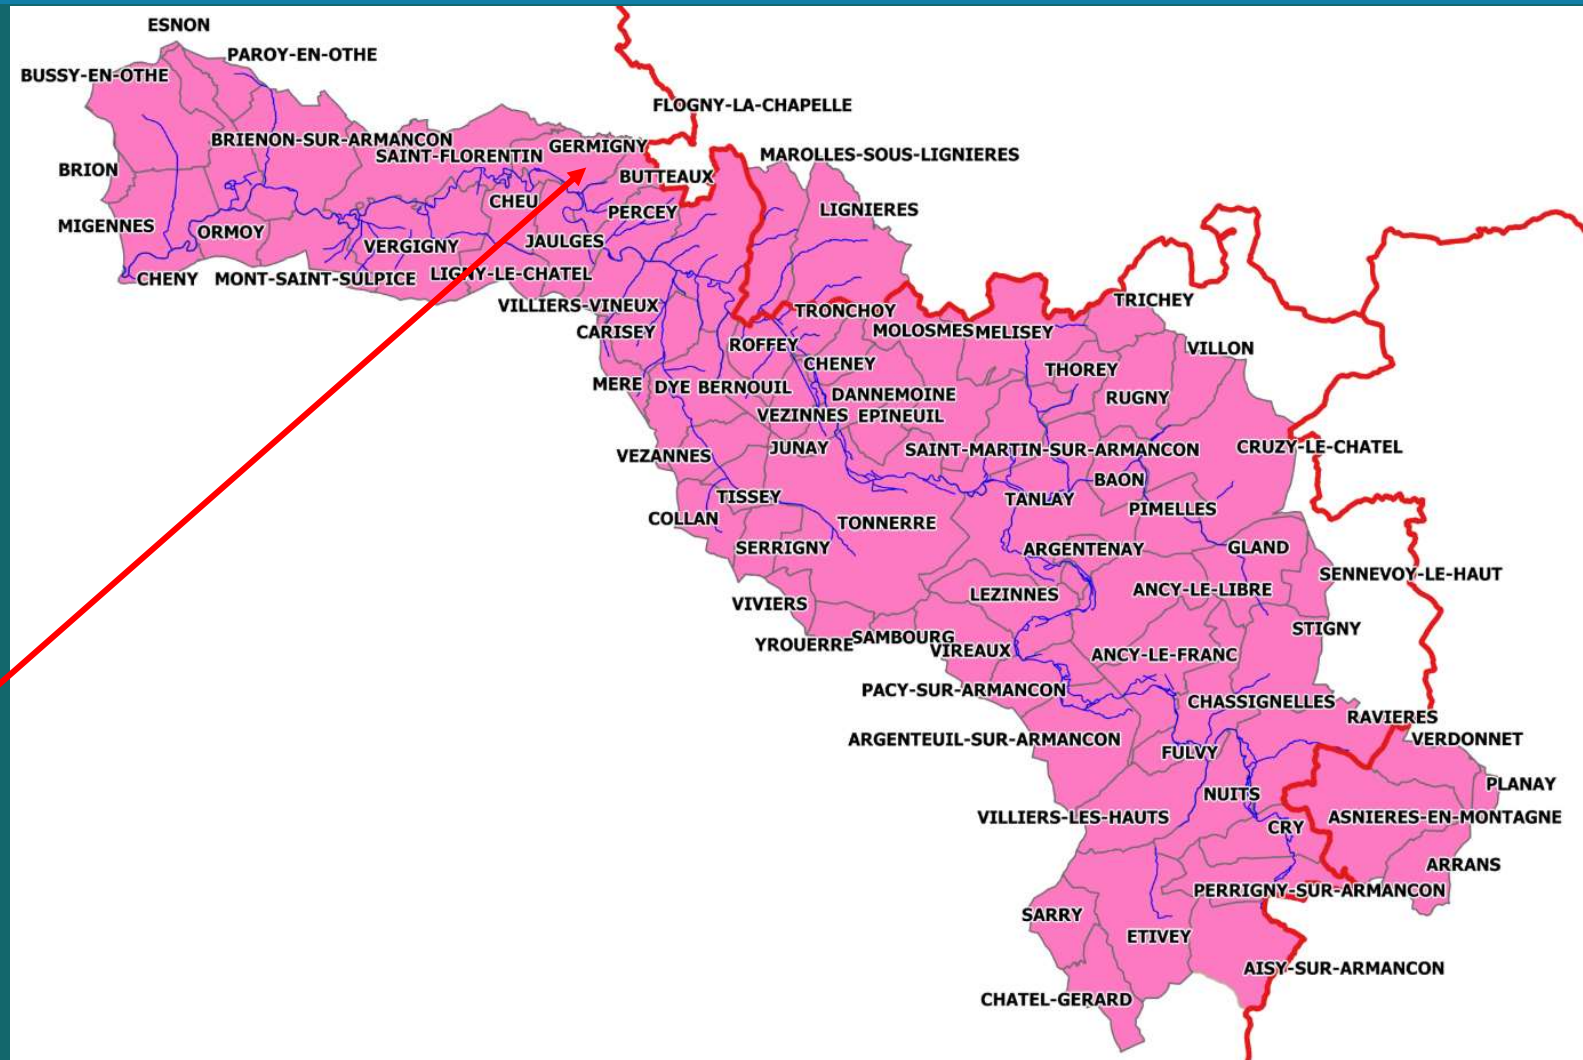 ESNON
PAROY-EN-OTHE
BUSSY-EN-OTHE
FLOGNY-LA-CHAPELLE
BRIENON-SUR-ARMANCON
GERMIGNY
SAINT-FLORENTIN
MAROLLES-SOUS-LIGNIERES
BRION
BUTTEAUX
CHEU
PERCEY
LIGNIERES
MIGENNES
ORMOY
VERGIGNY
JAULGES
CHENY
MONT-SAINT-SULPICE
LIGNY-LE-CHATEL
VILLIERS-VINEUX
TRONCHOY
TRICHEY
CARISEY
MOLOSMES
MELISEY
ROFFEY
VILLON
CHENEY
THOREY
MERE
DYE
BERNOUIL
DANNEMOINE
RUGNY
VEZINNES
EPINEUIL
VEZANNES
JUNAY
SAINT-MARTIN-SUR-ARMANCON
CRUZY-LE-CHATEL
BAON
TISSEY
TANLAY
PIMELLES
COLLAN
TONNERRE
SERRIGNY
ARGENTENAY
GLAND
SENNEVOY-LE-HAUT
VIVIERS
LEZINNES
ANCY-LE-LIBRE
STIGNY
YROUERRE
SAMBOURG
VIREAUX
ANCY-LE-FRANC
PACY-SUR-ARMANCON
CHASSIGNELLES
RAVIERES
ARGENTEUIL-SUR-ARMANCON
VERDONNET
FULVY
PLANAY
NUITS
VILLIERS-LES-HAUTS
CRY
ASNIERES-EN-MONTAGNE
ARRANS
PERRIGNY-SUR-ARMANCON
SARRY
ETIVEY
AISY-SUR-ARMANCON
CHATEL-GERARD